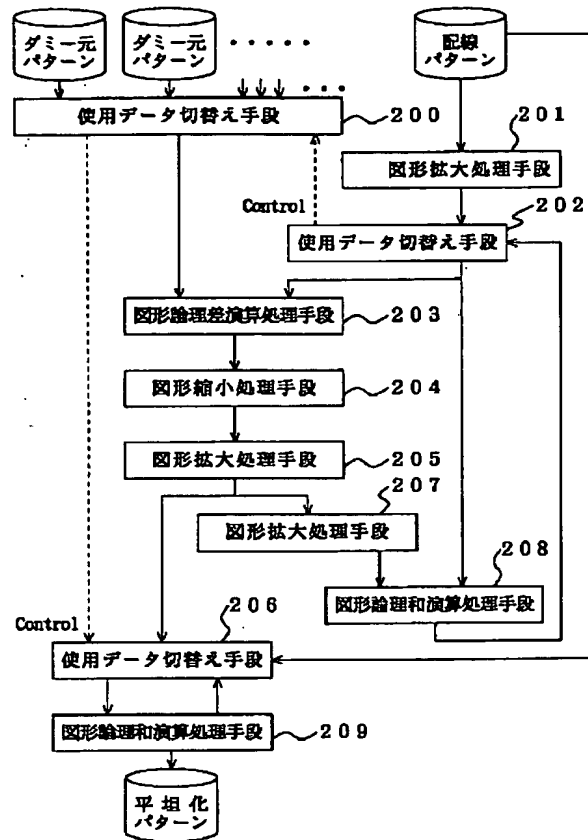 ダミー元
パターン
ダミー元
パターン
配線
パターン
使用データ切替え手段
200
201
図形拡大処理手段
202
Control
使用データ切替え手段
図形論理差演算処理手段
203
図形縮小処理手段
204
図形拡大処理手段
205
207
図形拡大処理手段
208
図形論理和演算処理手段
206
Control
使用データ切替え手段
図形論理和演算処理手段
209
平坦化
パターン